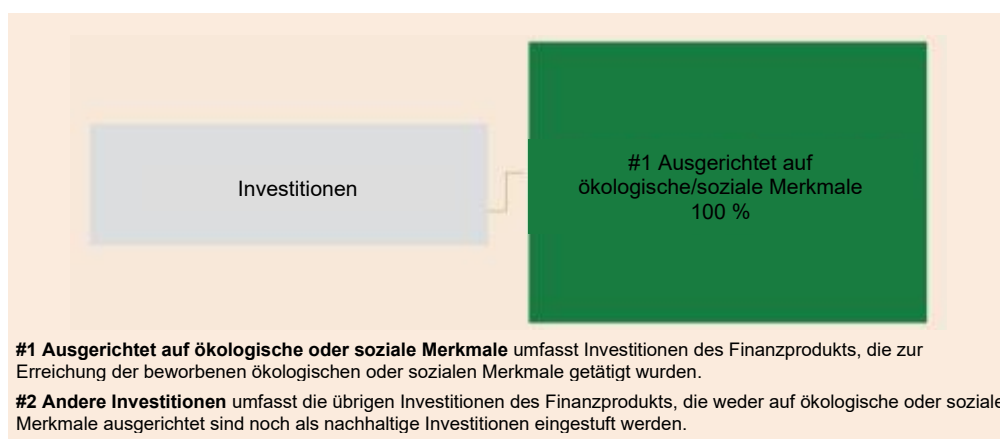 Investitionen
#1 Ausgerichtet auf
ökologische/soziale Merkmale
100 %
#1 Ausgerichtet auf ökologische oder soziale Merkmale umfasst Investitionen des Finanzprodukts, die zur
Erreichung der beworbenen ökologischen oder sozialen Merkmale getätigt wurden.
#2 Andere Investitionen umfasst die übrigen Investitionen des Finanzprodukts, die weder auf ökologische oder soziale
Merkmale ausgerichtet sind noch als nachhaltige Investitionen eingestuft werden.